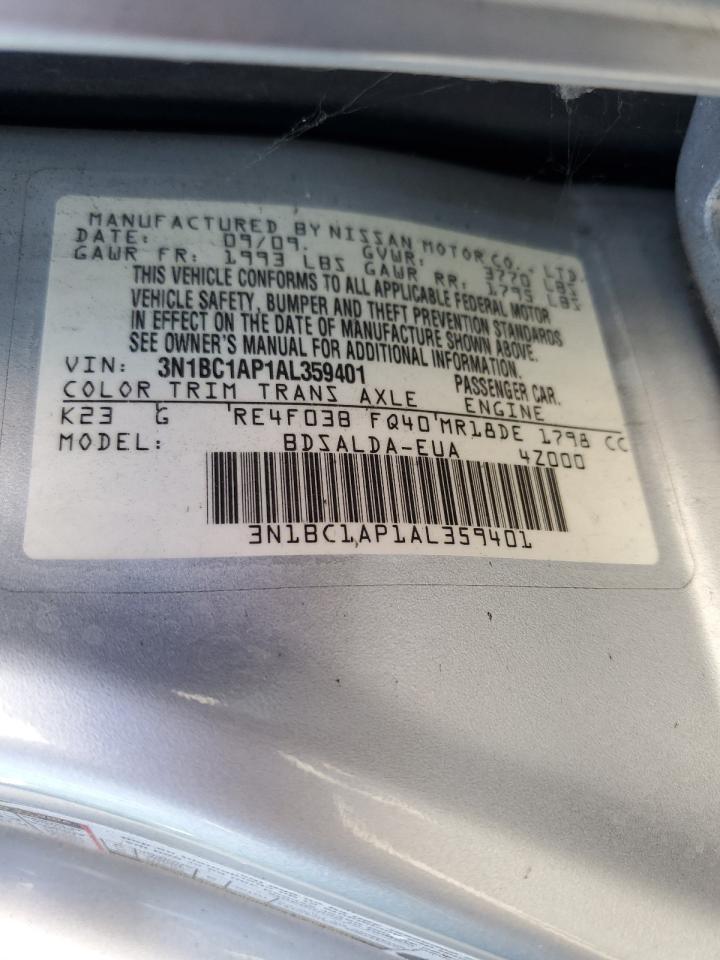 MANUFACTURED BY NISSAN MOTOR CO., LTD.
DATE: 09/09. GVWR: 3770 LBS
GAWR FR: 1993 LBS GAWR RR: 1795 LBS
THIS VEHICLE CONFORMS TO ALL APPLICABLE FEDERAL MOTOR
VEHICLE SAFETY, BUMPER AND THEFT PREVENTION STANDARDS
IN EFFECT ON THE DATE OF MANUFACTURE SHOWN ABOVE.
SEE OWNER'S MANUAL FOR ADDITIONAL INFORMATION.
VIN: 3N1BC1AP1AL359401 PASSENGER CAR.
COLOR TRIM TRANS AXLE ENGINE
K23 G RE4F03B FQ40 MR18DE 1798 CC
MODEL: BDSALDA-EUA 4Z000
3N1BC1AP1AL359401